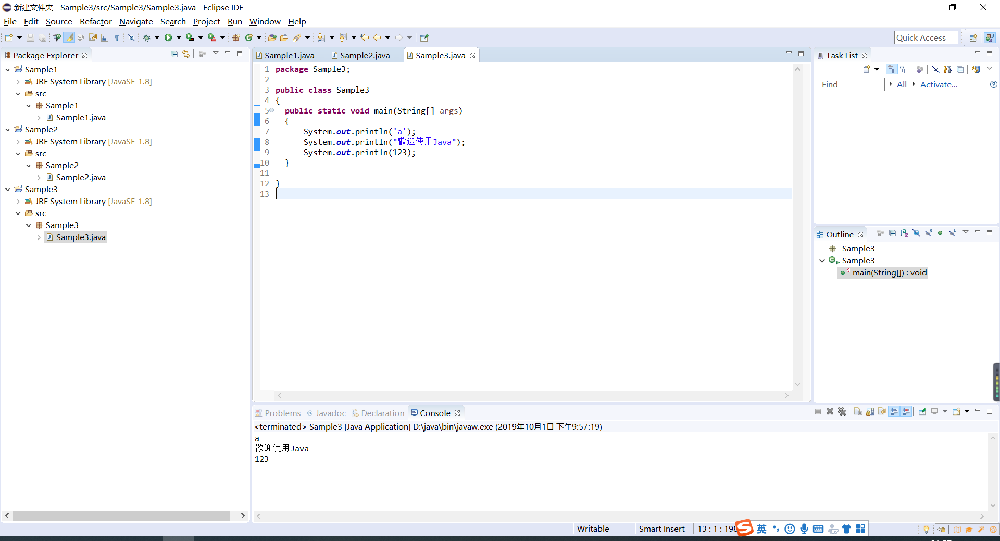 新建文件夹 - Sample3/src/Sample3/Sample3.java - Eclipse IDE
File Edit Source Refactor Navigate Search Project Run Window Help
Quick Access
Package Explorer
Sample1
JRE System Library [JavaSE-1.8]
src
Sample1
Sample1.java
Sample2
JRE System Library [JavaSE-1.8]
src
Sample2
Sample2.java
Sample3
JRE System Library [JavaSE-1.8]
src
Sample3
Sample3.java
Sample1.java Sample2.java Sample3.java
1 package Sample3;
2
3 public class Sample3
4 {
5 public static void main(String[] args)
6 {
7 System.out.println('a');
8 System.out.println("歡迎使用Java");
9 System.out.println(123);
10 }
11
12 }
13
Task List
Find All Activate...
Outline
Sample3
Sample3
main(String[]) : void
Problems @ Javadoc Declaration Console
<terminated> Sample3 [Java Application] D:\java\bin\javaw.exe (2019年10月1日 下午9:57:19)
a
歡迎使用Java
123
Writable Smart Insert 13 : 1 : 198
英